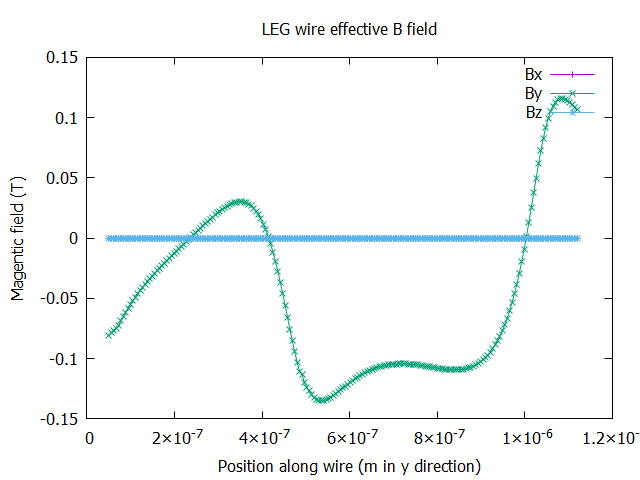 LEG wire effective B field
0.15
0.1
0.05
0
-0.05
-0.1
-0.15
Magentic field (T)
Bx
By
Bz
0 2×10⁻⁷ 4×10⁻⁷ 6×10⁻⁷ 8×10⁻⁷ 1×10⁻⁶ 1.2×10⁻
Position along wire (m in y direction)